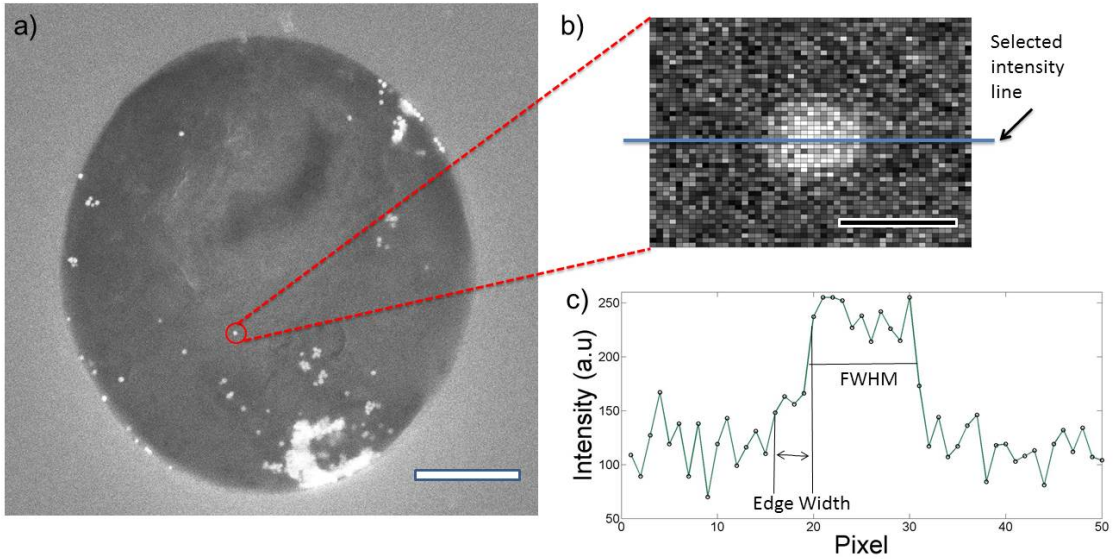 a)
b)
Selected
intensity
line
c)
250
200
150
100
50
Intensity (a.u)
FWHM
Edge Width
0
10
20
30
40
50
Pixel